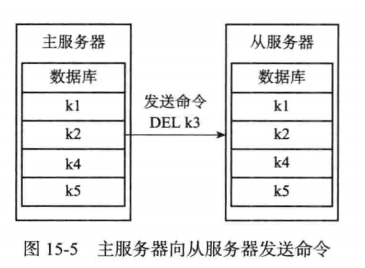 主服务器
数据库
k1
k2
k4
k5
发送命令
DEL k3
从服务器
数据库
k1
k2
k4
k5
图 15-5 主服务器向从服务器发送命令